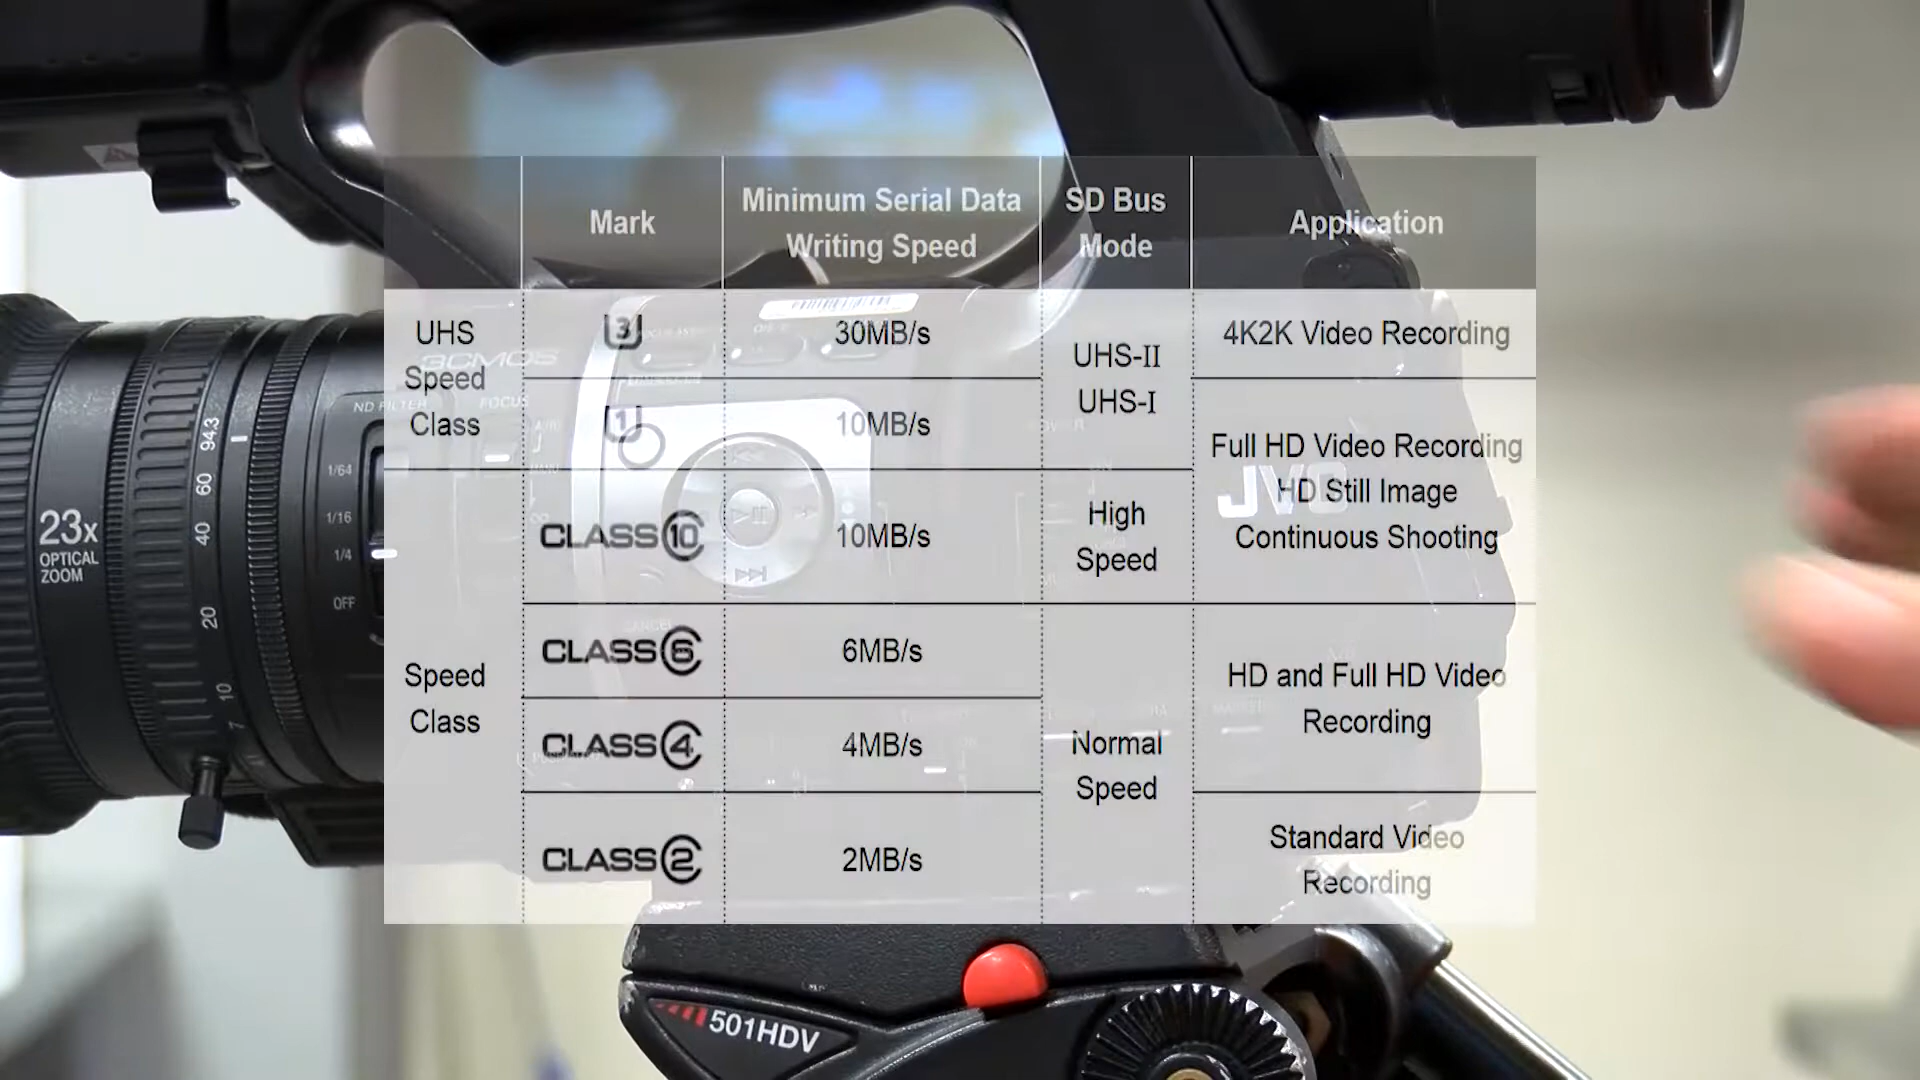 Mark
Minimum Serial Data
Writing Speed
SD Bus
Mode
Application
UHS
Speed
Class
3
30MB/s
UHS-II
UHS-I
4K2K Video Recording
1
10MB/s
Full HD Video Recording
HD Still Image
Continuous Shooting
Speed
Class
CLASS 10
10MB/s
High
Speed
CLASS 6
6MB/s
Normal
Speed
HD and Full HD Video
Recording
CLASS 4
4MB/s
CLASS 2
2MB/s
Standard Video
Recording
3CMOS
ND FILTER
FOCUS
1/64
1/16
1/4
OFF
94.3
60
40
20
10
7
23x
OPTICAL
ZOOM
JVC
CANCEL
501HDV